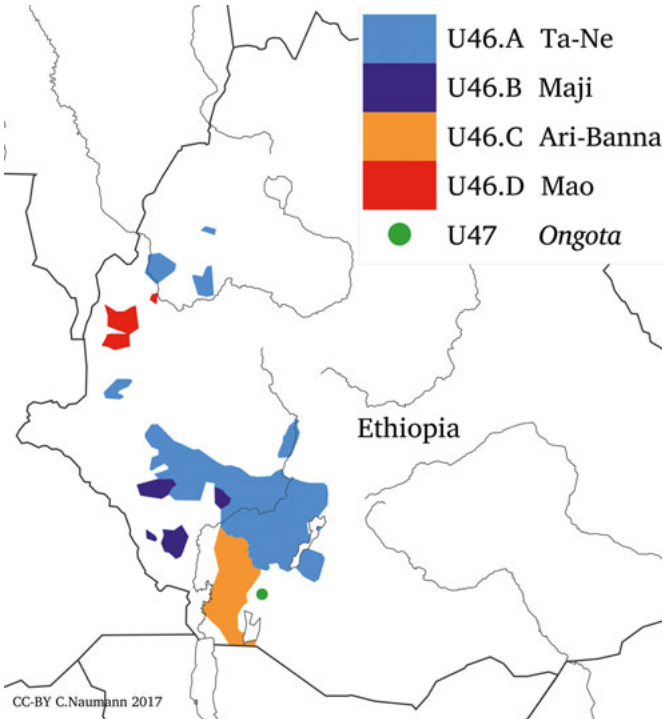 U46.A Ta-Ne
U46.B Maji
U46.C Ari-Banna
U46.D Mao
U47 Ongota
Ethiopia
CC-BY C.Naumann 2017